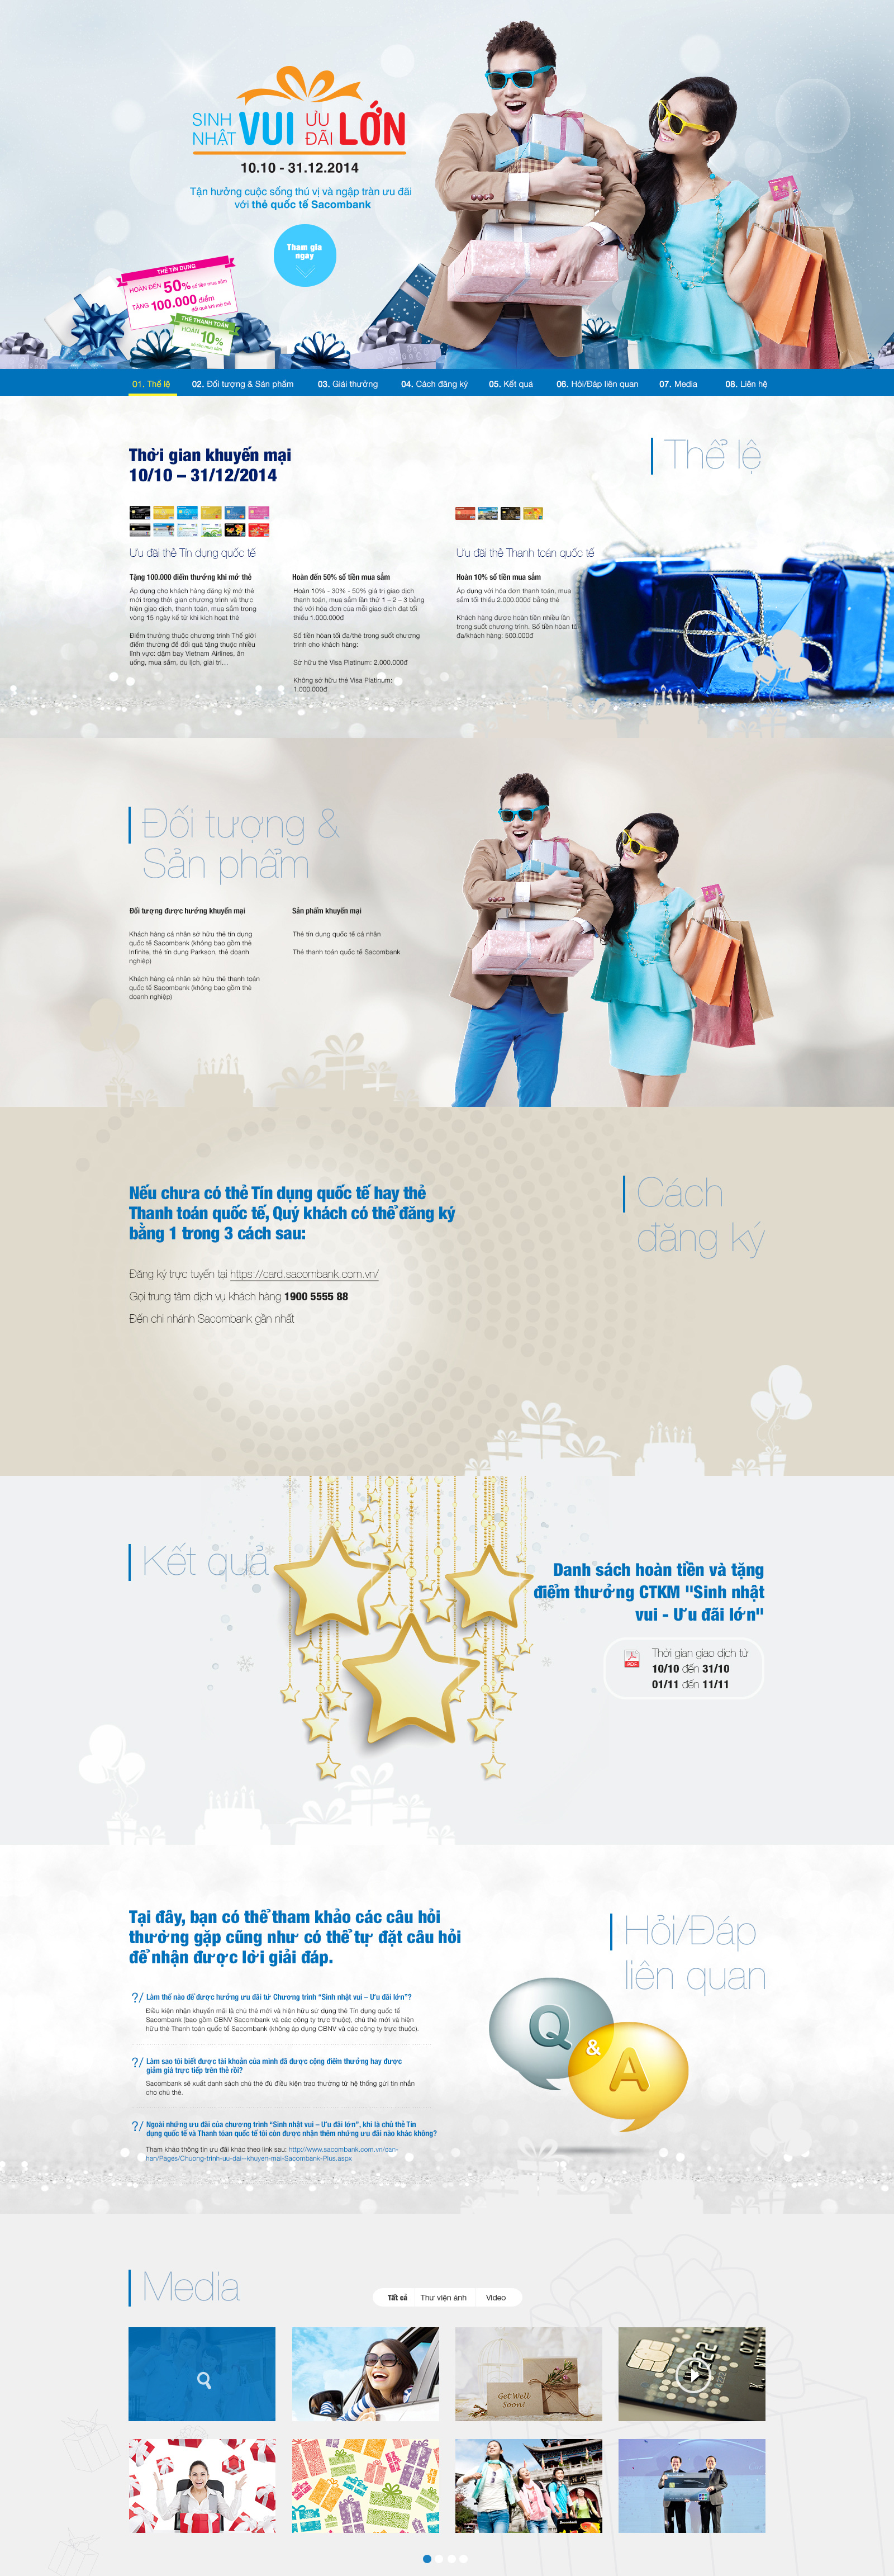 SINH NHẬT VUI ƯU ĐÃI LỚN
10.10 - 31.12.2014
Tận hưởng cuộc sống thú vị và ngập tràn ưu đãi
với thẻ quốc tế Sacombank
Tham gia
ngay
THẺ TÍN DỤNG
HOÀN ĐẾN 50% số tiền mua sắm
TẶNG 100.000 điểm
đổi quà khi mở thẻ
THẺ THANH TOÁN
HOÀN 10%
số tiền mua sắm
01. Thể lệ
02. Đối tượng & Sản phẩm
03. Giải thưởng
04. Cách đăng ký
05. Kết quả
06. Hỏi/Đáp liên quan
07. Media
08. Liên hệ
Thời gian khuyến mại
10/10 – 31/12/2014
Thể lệ
Ưu đãi thẻ Tín dụng quốc tế
Tặng 100.000 điểm thưởng khi mở thẻ
Áp dụng cho khách hàng đăng ký mở thẻ
mới trong thời gian chương trình và thực
hiện giao dịch, thanh toán, mua sắm trong
vòng 15 ngày kể từ khi kích hoạt thẻ
Điểm thưởng thuộc chương trình Thế giới
điểm thưởng để đổi quà tặng thuộc nhiều
lĩnh vực: dặm bay Vietnam Airlines, ăn
uống, mua sắm, du lịch, giải trí…
Hoàn đến 50% số tiền mua sắm
Hoàn 10% - 30% - 50% giá trị giao dịch
thanh toán, mua sắm lần thứ 1 – 2 – 3 bằng
thẻ với hóa đơn của mỗi giao dịch đạt tối
thiểu 1.000.000đ
Số tiền hoàn tối đa/thẻ trong suốt chương
trình cho khách hàng:
Sở hữu thẻ Visa Platinum: 2.000.000đ
Không sở hữu thẻ Visa Platinum:
1.000.000đ
Ưu đãi thẻ Thanh toán quốc tế
Hoàn 10% số tiền mua sắm
Áp dụng với hóa đơn thanh toán, mua
sắm tối thiểu 2.000.000đ bằng thẻ
Khách hàng được hoàn tiền nhiều lần
trong suốt chương trình. Số tiền hoàn tối
đa/khách hàng: 500.000đ
Đối tượng &
Sản phẩm
Đối tượng được hưởng khuyến mại
Khách hàng cá nhân sở hữu thẻ tín dụng
quốc tế Sacombank (không bao gồm thẻ
Infinite, thẻ tín dụng Parkson, thẻ doanh
nghiệp)
Khách hàng cá nhân sở hữu thẻ thanh toán
quốc tế Sacombank (không bao gồm thẻ
doanh nghiệp)
Sản phẩm khuyến mại
Thẻ tín dụng quốc tế cá nhân
Thẻ thanh toán quốc tế Sacombank
Nếu chưa có thẻ Tín dụng quốc tế hay thẻ
Thanh toán quốc tế, Quý khách có thể đăng ký
bằng 1 trong 3 cách sau:
Đăng ký trực tuyến tại https://card.sacombank.com.vn/
Gọi trung tâm dịch vụ khách hàng 1900 5555 88
Đến chi nhánh Sacombank gần nhất
Cách
đăng ký
Kết quả
Danh sách hoàn tiền và tặng
điểm thưởng CTKM "Sinh nhật
vui - Ưu đãi lớn"
Thời gian giao dịch từ
10/10 đến 31/10
01/11 đến 11/11
PDF
Tại đây, bạn có thể tham khảo các câu hỏi
thường gặp cũng như có thể tự đặt câu hỏi
để nhận được lời giải đáp.
Hỏi/Đáp
liên quan
?/ Làm thế nào để được hưởng ưu đãi từ Chương trình “Sinh nhật vui – Ưu đãi lớn”?
Điều kiện nhận khuyến mãi là chủ thẻ mới và hiện hữu sử dụng thẻ Tín dụng quốc tế
Sacombank (bao gồm CBNV Sacombank và các công ty trực thuộc), chủ thẻ mới và hiện
hữu thẻ Thanh toán quốc tế Sacombank (không áp dụng CBNV và các công ty trực thuộc).
?/ Làm sao tôi biết được tài khoản của mình đã được cộng điểm thưởng hay được
giảm giá trực tiếp trên thẻ rồi?
Sacombank sẽ xuất danh sách chủ thẻ đủ điều kiện trao thưởng từ hệ thống gửi tin nhắn
cho chủ thẻ.
?/ Ngoài những ưu đãi của chương trình “Sinh nhật vui – Ưu đãi lớn”, khi là chủ thẻ Tín
dụng quốc tế và Thanh toán quốc tế tôi còn được nhận thêm những ưu đãi nào khác không?
Tham khảo thông tin ưu đãi khác theo link sau: http://www.sacombank.com.vn/can-
han/Pages/Chuong-trinh-uu-dai--khuyen-mai-Sacombank-Plus.aspx
Q & A
Media
Tất cả
Thư viện ảnh
Video
Get Well
Soon!